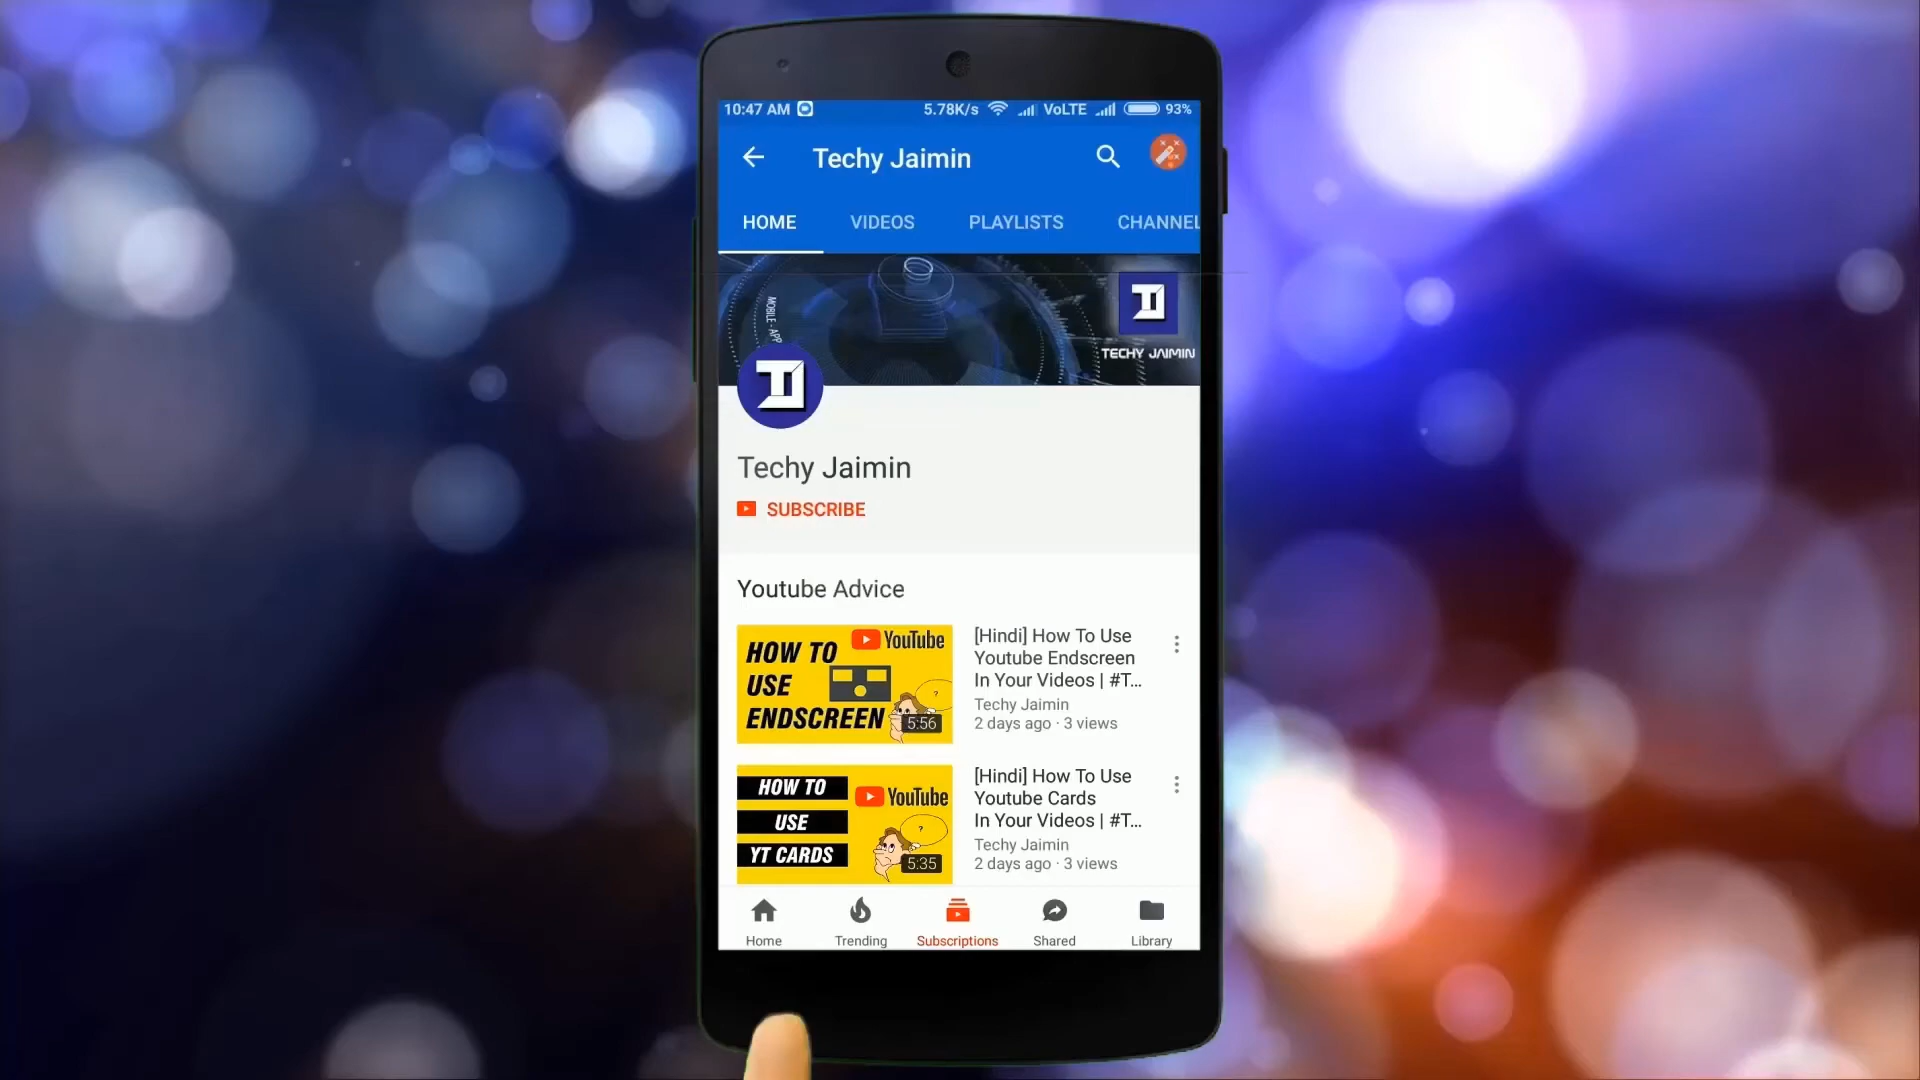 10:47 AM 5.78K/s VoLTE 93%
Techy Jaimin
HOME VIDEOS PLAYLISTS CHANNEL
MOBILE - APP
TECHY JAIMIN
Techy Jaimin
SUBSCRIBE
Youtube Advice
HOW TO
USE
ENDSCREEN
YouTube
?
5:56
[Hindi] How To Use
Youtube Endscreen
In Your Videos | #T...
Techy Jaimin
2 days ago · 3 views
HOW TO
USE
YT CARDS
YouTube
?
5:35
[Hindi] How To Use
Youtube Cards
In Your Videos | #T...
Techy Jaimin
2 days ago · 3 views
Home Trending Subscriptions Shared Library